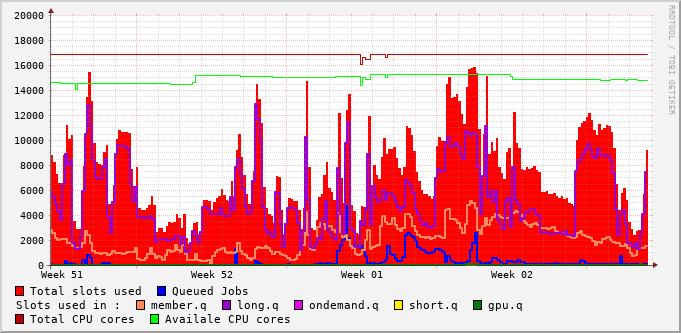 20000
18000
16000
14000
12000
10000
8000
6000
4000
2000
0
Week 51 Week 52 Week 01 Week 02
RRDTOOL / TOBI OETIKER
Total slots used Queued Jobs
Slots used in : member.q long.q ondemand.q short.q gpu.q
Total CPU cores Availale CPU cores